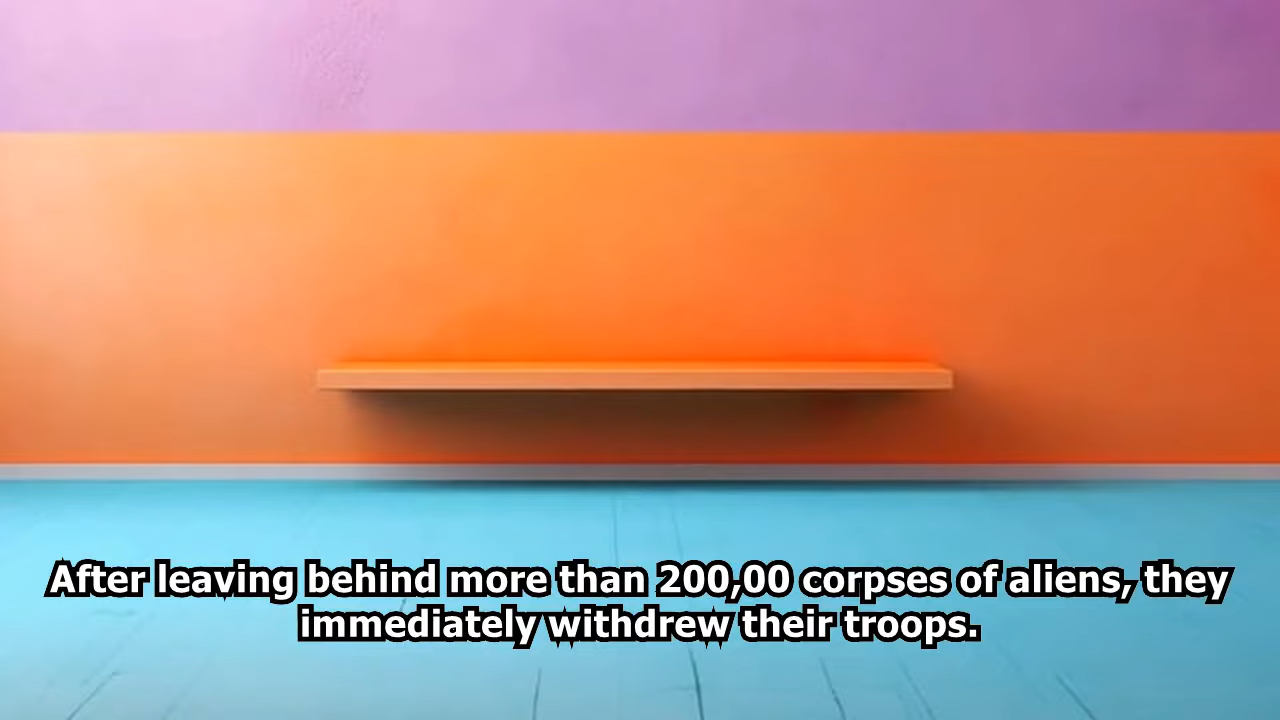 After leaving behind more than 200,00 corpses of aliens, they
immediately withdrew their troops.